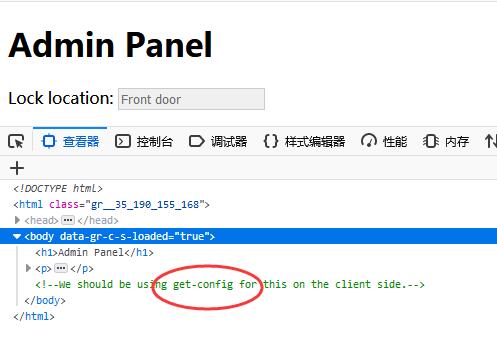 Admin Panel
Lock location: Front door
查看器 控制台 调试器 {} 样式编辑器 性能 内存
+
<!DOCTYPE html>
<html class="gr__35_190_155_168">
<head>⋯</head>
<body data-gr-c-s-loaded="true">
<h1>Admin Panel</h1>
<p>⋯</p>
<!--We should be using get-config for this on the client side.-->
</body>
</html>